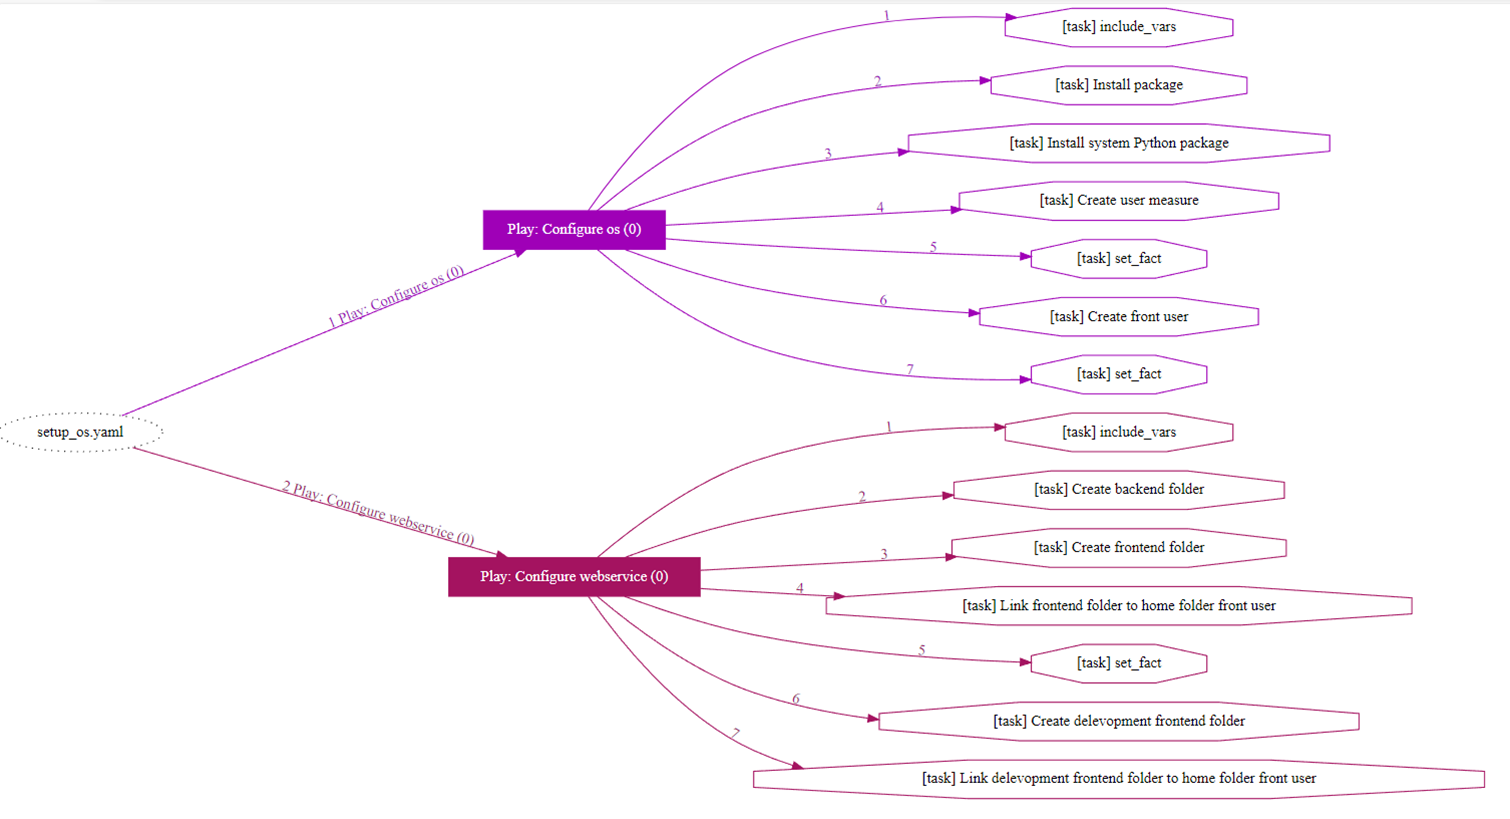 setup_os.yaml
1 Play: Configure os (0)
Play: Configure os (0)
1
[task] include_vars
2
[task] Install package
3
[task] Install system Python package
4
[task] Create user measure
5
[task] set_fact
6
[task] Create front user
7
[task] set_fact
2 Play: Configure webservice (0)
Play: Configure webservice (0)
1
[task] include_vars
2
[task] Create backend folder
3
[task] Create frontend folder
4
[task] Link frontend folder to home folder front user
5
[task] set_fact
6
[task] Create delevopment frontend folder
7
[task] Link delevopment frontend folder to home folder front user